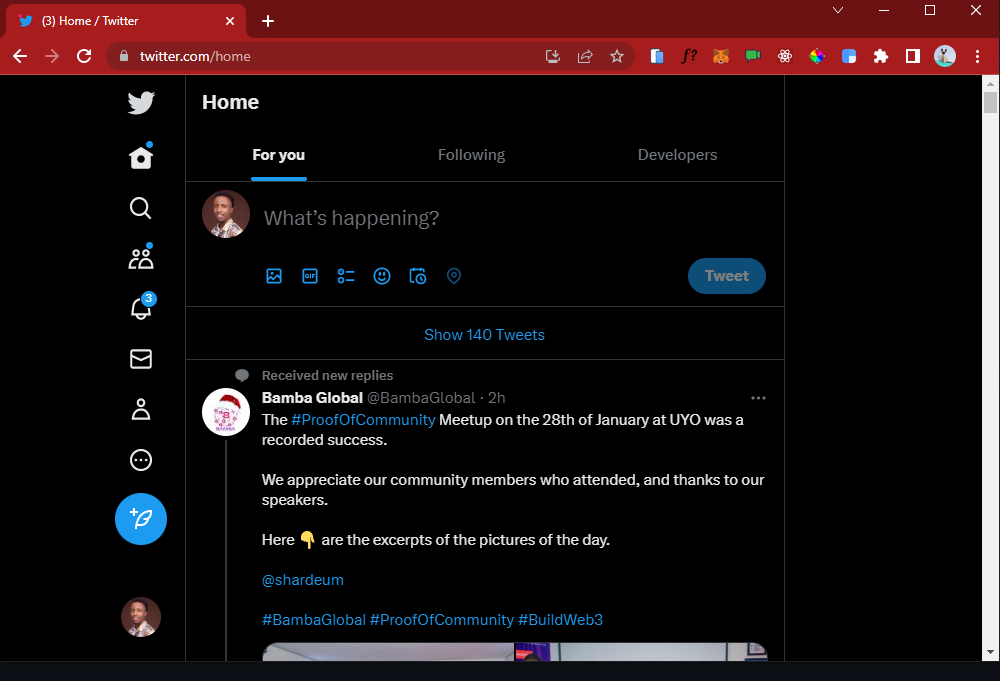 (3) Home / Twitter
twitter.com/home
f?
Home
For you
Following
Developers
What's happening?
GIF
Tweet
3
Show 140 Tweets
Received new replies
Bamba Global @BambaGlobal · 2h
The #ProofOfCommunity Meetup on the 28th of January at UYO was a
recorded success.
We appreciate our community members who attended, and thanks to our
speakers.
Here 👇 are the excerpts of the pictures of the day.
@shardeum
#BambaGlobal #ProofOfCommunity #BuildWeb3